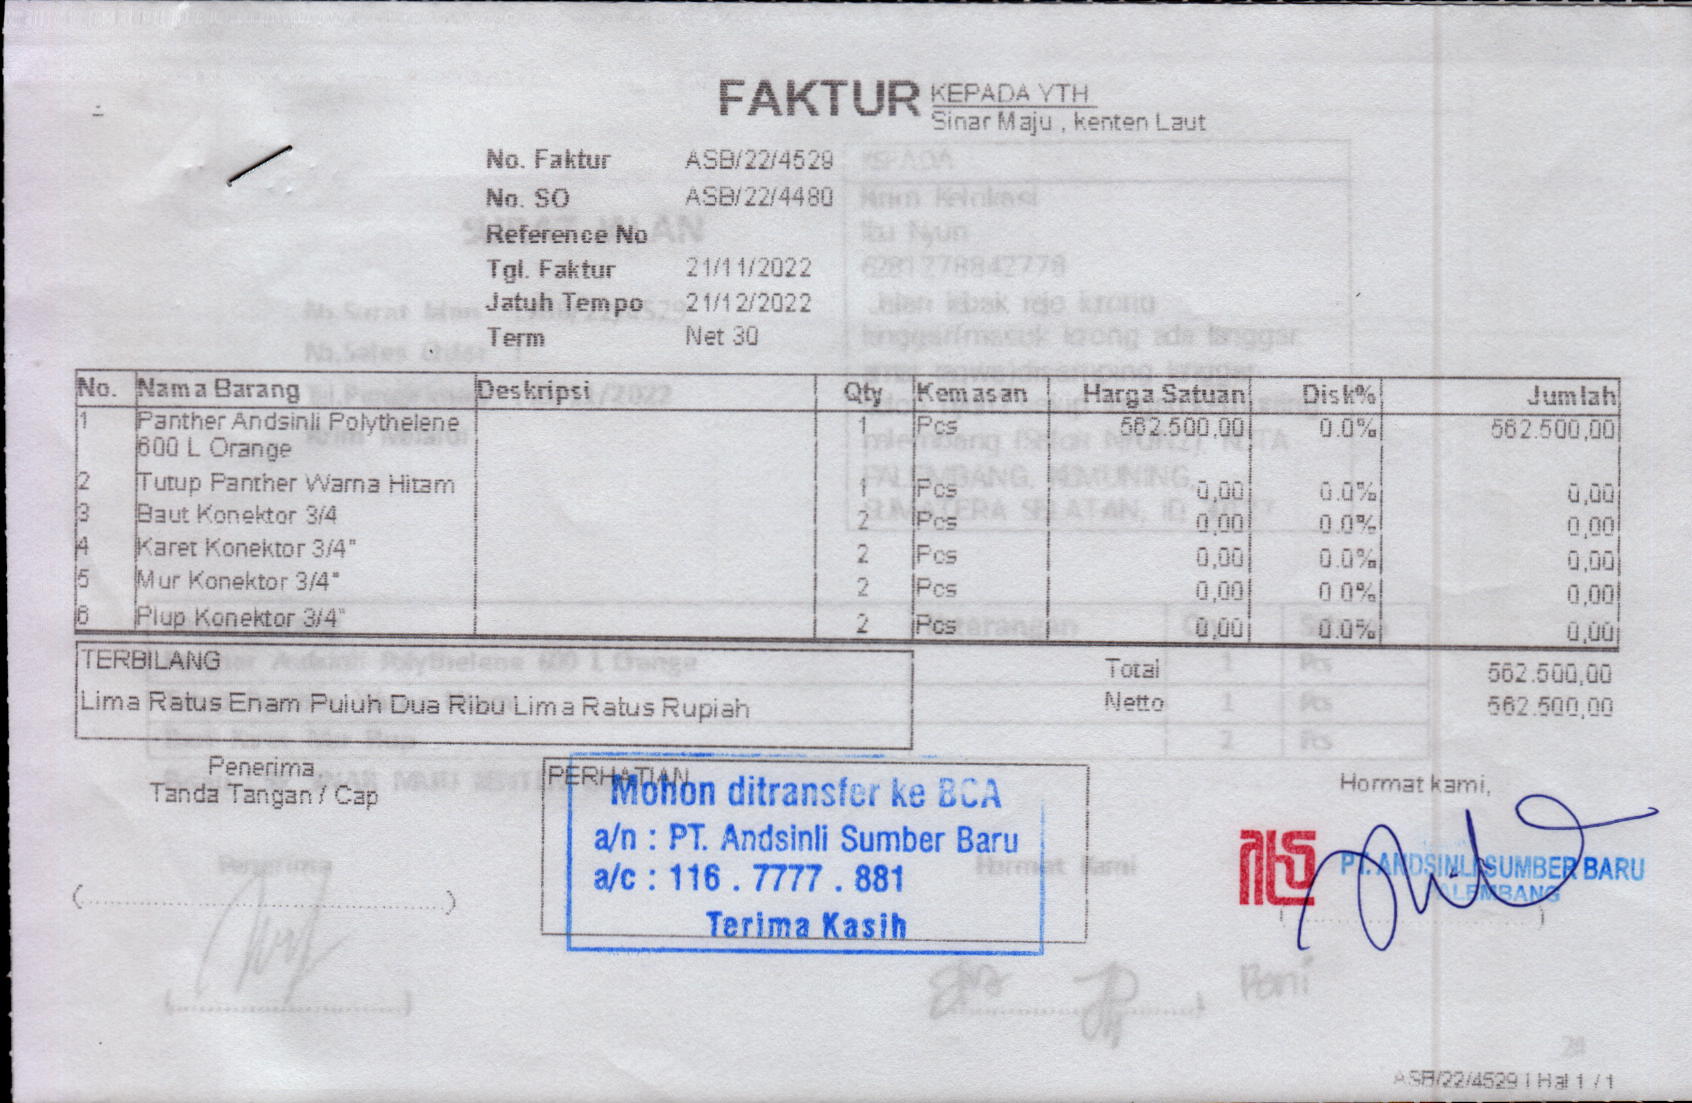 FAKTUR
KEPADA YTH
Sinar Maju , kenten Laut
No. Faktur ASB/22/4529
No. SO ASB/22/4480
Reference No
Tgl. Faktur 21/11/2022
Jatuh Tempo 21/12/2022
Term Net 30
No. Nama Barang Deskripsi Qty Kemasan Harga Satuan Disk% Jumlah
1 Panther Andsinli Polythelene 1 Pcs 562.500,00 0.0% 562.500,00
600 L Orange
2 Tutup Panther Warna Hitam 1 Pcs 0,00 0.0% 0,00
3 Baut Konektor 3/4 2 Pcs 0,00 0.0% 0,00
4 Karet Konektor 3/4" 2 Pcs 0,00 0.0% 0,00
5 Mur Konektor 3/4" 2 Pcs 0,00 0.0% 0,00
6 Plup Konektor 3/4" 2 Pcs 0,00 0.0% 0,00
TERBILANG
Lima Ratus Enam Puluh Dua Ribu Lima Ratus Rupiah
Total 562.500,00
Netto 562.500,00
Penerima
Tanda Tangan / Cap
(..............................)
PERHATIAN
Mohon ditransfer ke BCA
a/n : PT. Andsinli Sumber Baru
a/c : 116 . 7777 . 881
Terima Kasih
Hormat kami,
PT. ANDSINLI SUMBER BARU
PALEMBANG
ASB/22/4529 | Hal 1 / 1